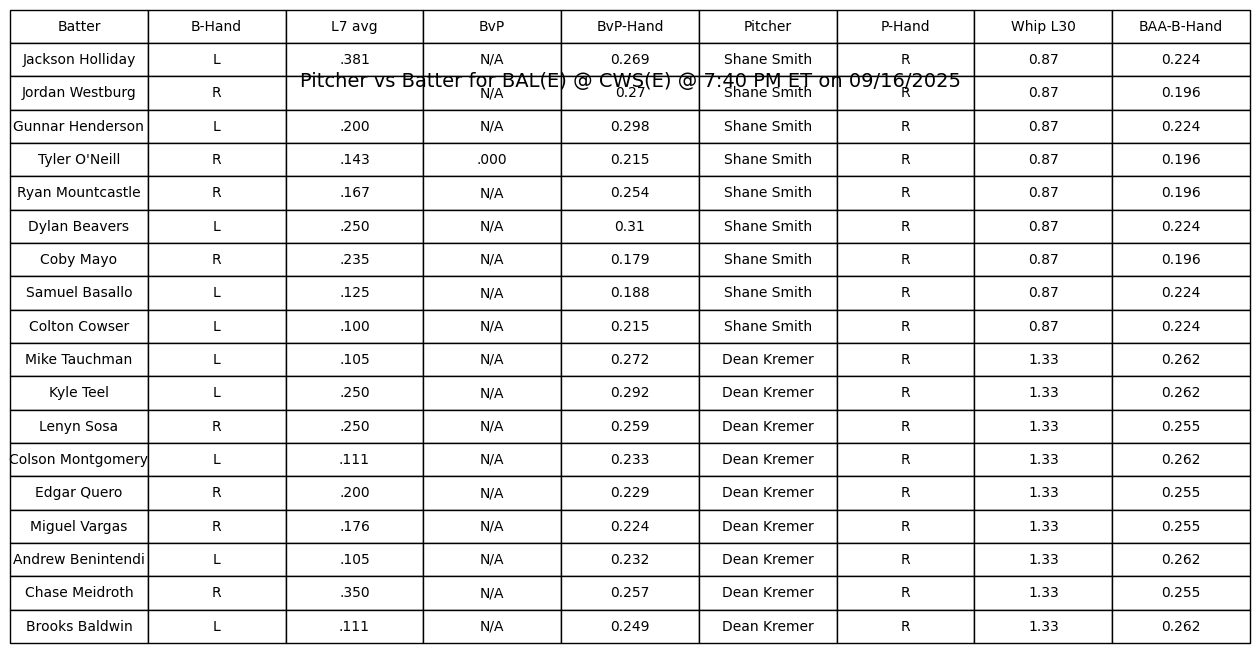 Batter B-Hand L7 avg BvP BvP-Hand Pitcher P-Hand Whip L30 BAA-B-Hand
Jackson Holliday L .381 N/A 0.269 Shane Smith R 0.87 0.224
Pitcher vs Batter for BAL(E) @ CWS(E) @ 7:40 PM ET on 09/16/2025
Jordan Westburg R N/A 0.27 Shane Smith R 0.87 0.196
Gunnar Henderson L .200 N/A 0.298 Shane Smith R 0.87 0.224
Tyler O'Neill R .143 .000 0.215 Shane Smith R 0.87 0.196
Ryan Mountcastle R .167 N/A 0.254 Shane Smith R 0.87 0.196
Dylan Beavers L .250 N/A 0.31 Shane Smith R 0.87 0.224
Coby Mayo R .235 N/A 0.179 Shane Smith R 0.87 0.196
Samuel Basallo L .125 N/A 0.188 Shane Smith R 0.87 0.224
Colton Cowser L .100 N/A 0.215 Shane Smith R 0.87 0.224
Mike Tauchman L .105 N/A 0.272 Dean Kremer R 1.33 0.262
Kyle Teel L .250 N/A 0.292 Dean Kremer R 1.33 0.262
Lenyn Sosa R .250 N/A 0.259 Dean Kremer R 1.33 0.255
Colson Montgomery L .111 N/A 0.233 Dean Kremer R 1.33 0.262
Edgar Quero R .200 N/A 0.229 Dean Kremer R 1.33 0.255
Miguel Vargas R .176 N/A 0.224 Dean Kremer R 1.33 0.255
Andrew Benintendi L .105 N/A 0.232 Dean Kremer R 1.33 0.262
Chase Meidroth R .350 N/A 0.257 Dean Kremer R 1.33 0.255
Brooks Baldwin L .111 N/A 0.249 Dean Kremer R 1.33 0.262